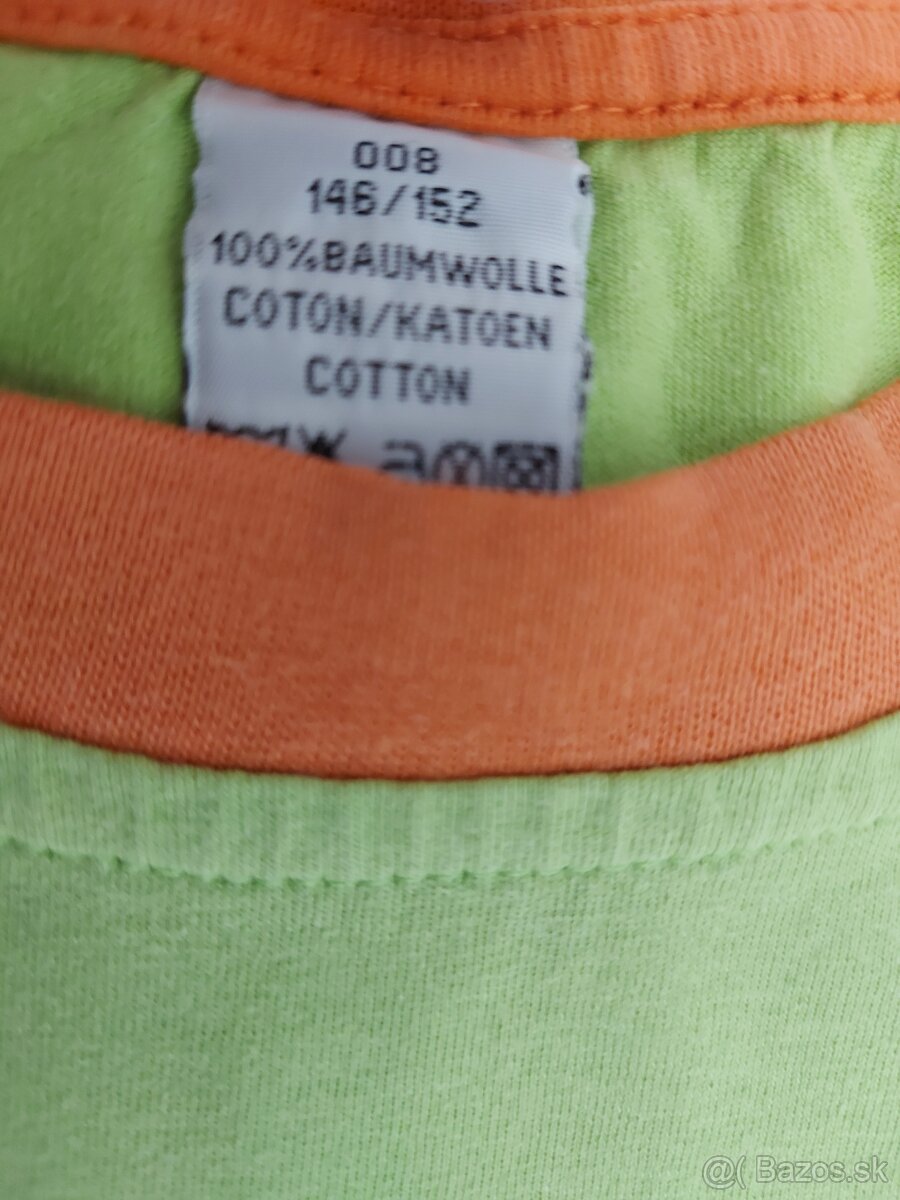 008
146/152
100%BAUMWOLLE
COTON/KATOEN
COTTON
@( Bazos.sk